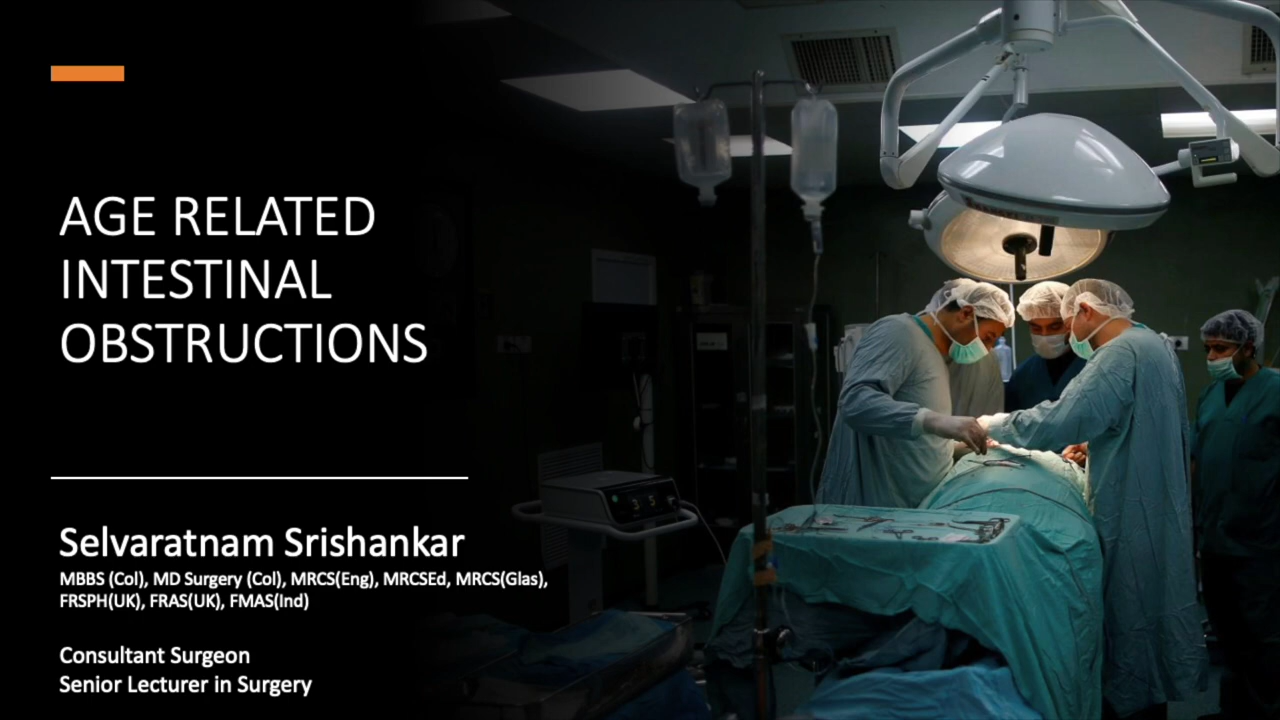 AGE RELATED
INTESTINAL
OBSTRUCTIONS
Selvaratnam Srishankar
MBBS (Col), MD Surgery (Col), MRCS(Eng), MRCSEd, MRCS(Glas),
FRSPH(UK), FRAS(UK), FMAS(Ind)
Consultant Surgeon
Senior Lecturer in Surgery